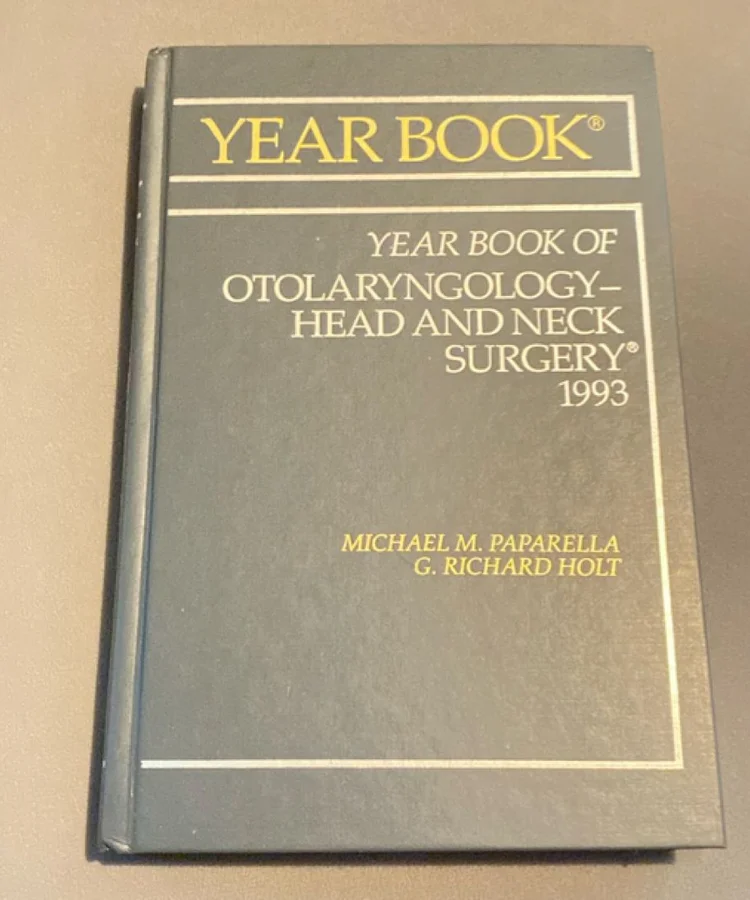 YEAR BOOK®
YEAR BOOK OF
OTOLARYNGOLOGY–
HEAD AND NECK
SURGERY®
1993
MICHAEL M. PAPARELLA
G. RICHARD HOLT